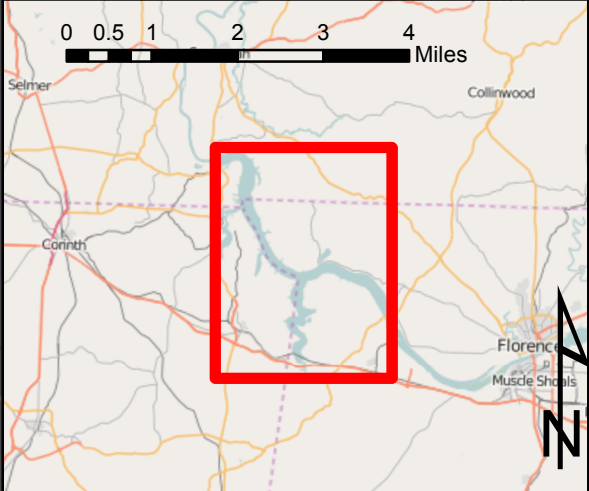 0 0.5 1 2 3 4
Miles
Selmer
Collinwood
Corinth
Florence
Muscle Shoals
N